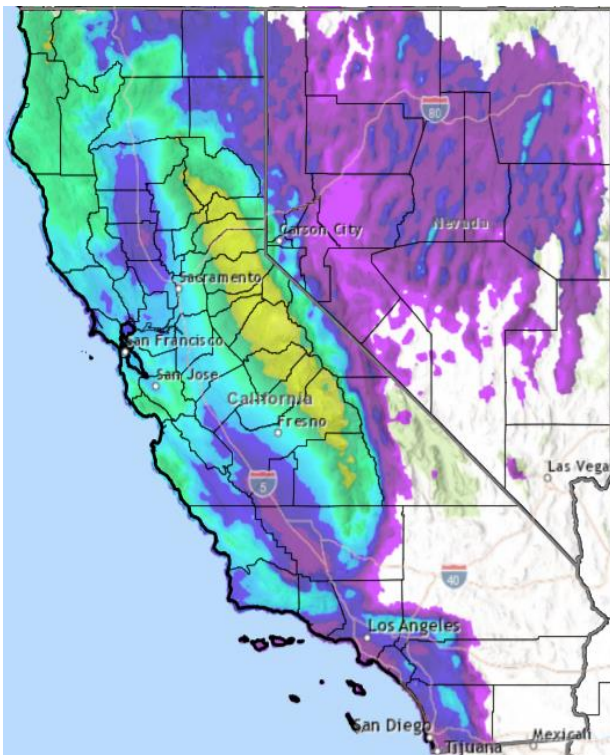 80
Nevada
Carson City
Sacramento
San Francisco
San Jose
California
Fresno
Las Vega
5
40
Los Angeles
San Diego
Mexicali
Tijuana